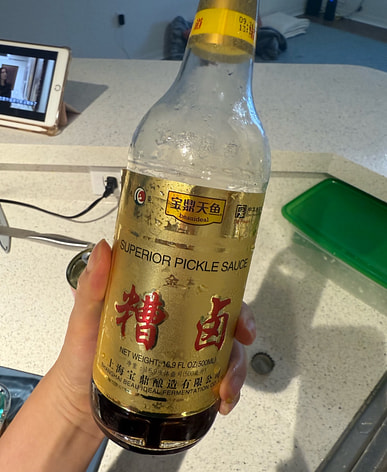 宝鼎天鱼
beautideal
SUPERIOR PICKLE SAUCE
糟卤
NET WEIGHT: 16.9 FL OZ(500ML)
上海宝鼎酿造有限公司